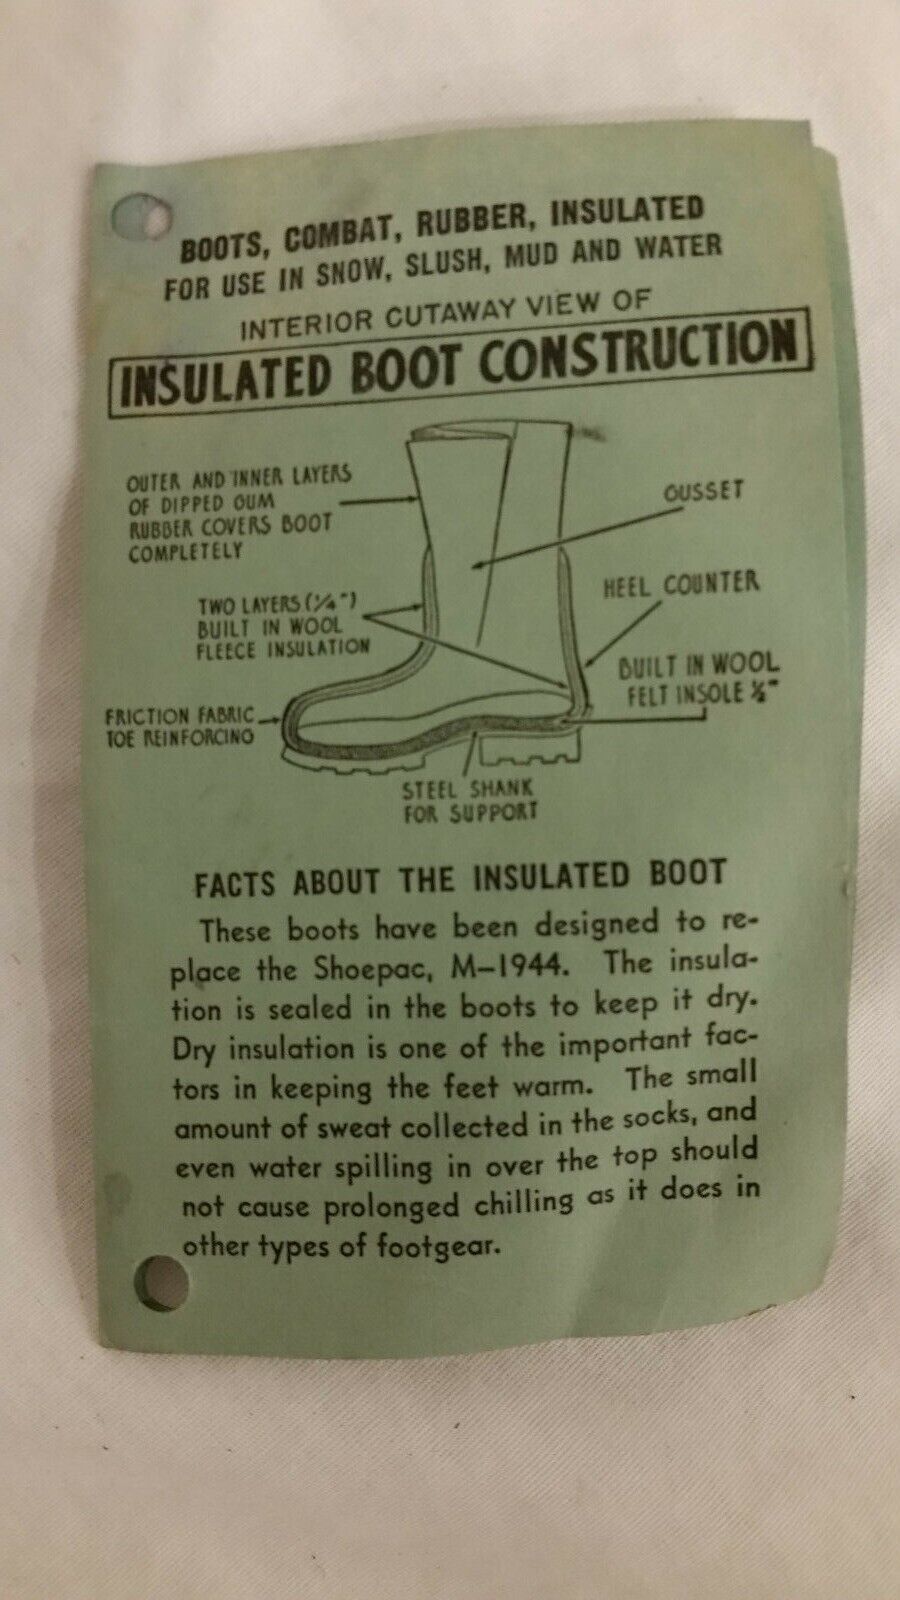 BOOTS, COMBAT, RUBBER, INSULATED
FOR USE IN SNOW, SLUSH, MUD AND WATER
INTERIOR CUTAWAY VIEW OF
INSULATED BOOT CONSTRUCTION
OUTER AND INNER LAYERS
OF DIPPED GUM
RUBBER COVERS BOOT
COMPLETELY
GUSSET
TWO LAYERS (1/4")
BUILT IN WOOL
FLEECE INSULATION
HEEL COUNTER
BUILT IN WOOL
FELT INSOLE 1/2"
FRICTION FABRIC
TOE REINFORCING
STEEL SHANK
FOR SUPPORT
FACTS ABOUT THE INSULATED BOOT
These boots have been designed to re-
place the Shoepac, M-1944. The insula-
tion is sealed in the boots to keep it dry.
Dry insulation is one of the important fac-
tors in keeping the feet warm. The small
amount of sweat collected in the socks, and
even water spilling in over the top should
not cause prolonged chilling as it does in
other types of footgear.